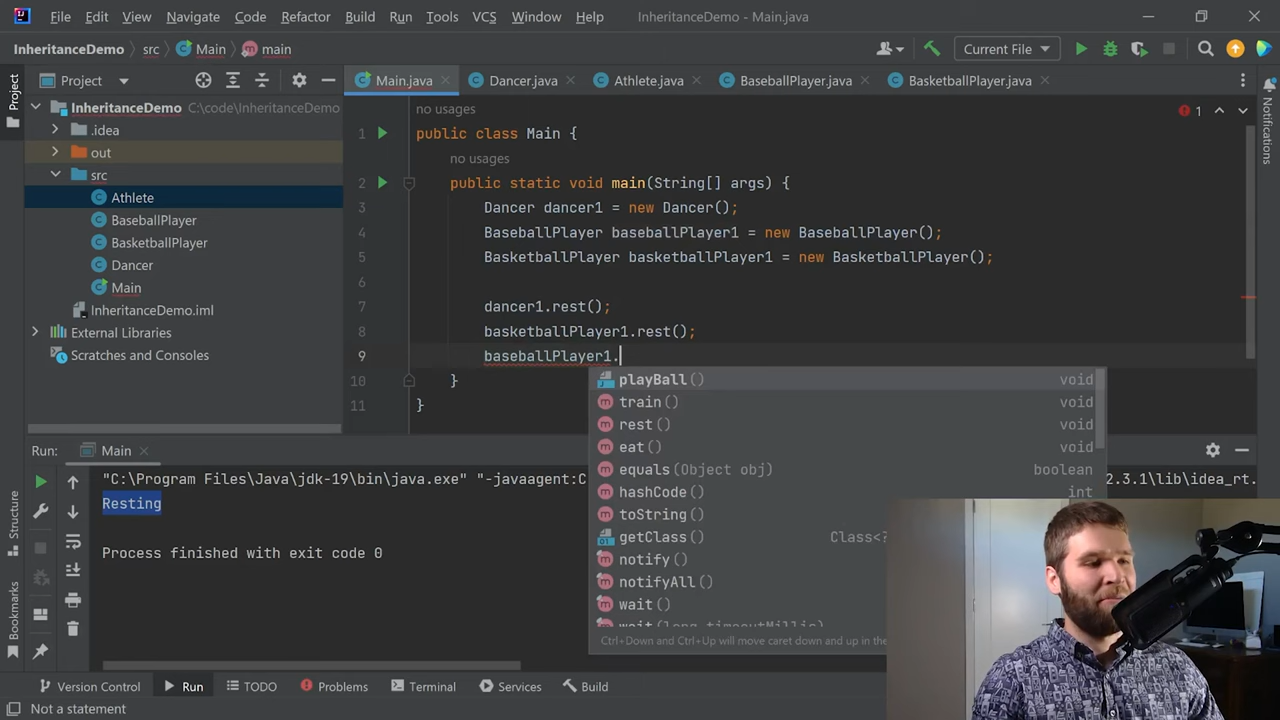 File Edit View Navigate Code Refactor Build Run Tools VCS Window Help InheritanceDemo - Main.java
InheritanceDemo src Main main Current File
Project
Project
Main.java Dancer.java Athlete.java BaseballPlayer.java BasketballPlayer.java
Notifications
InheritanceDemo C:\code\InheritanceDemo
.idea
out
src
Athlete
BaseballPlayer
BasketballPlayer
Dancer
Main
InheritanceDemo.iml
External Libraries
Scratches and Consoles
no usages
1
1 public class Main {
no usages
2 public static void main(String[] args) {
3 Dancer dancer1 = new Dancer();
4 BaseballPlayer baseballPlayer1 = new BaseballPlayer();
5 BasketballPlayer basketballPlayer1 = new BasketballPlayer();
6
7 dancer1.rest();
8 basketballPlayer1.rest();
9 baseballPlayer1.
10 }
11 }
playBall() void
train() void
rest() void
eat() void
equals(Object obj) boolean
hashCode() int
toString()
getClass() Class<?
notify()
notifyAll()
wait()
wait(long timeoutMillis)
Ctrl+Down and Ctrl+Up will move caret down and up in the
Run: Main
"C:\Program Files\Java\jdk-19\bin\java.exe" "-javaagent:C
2.3.1\lib\idea_rt.
Resting
Process finished with exit code 0
Structure
Bookmarks
Version Control Run TODO Problems Terminal Services Build
Not a statement